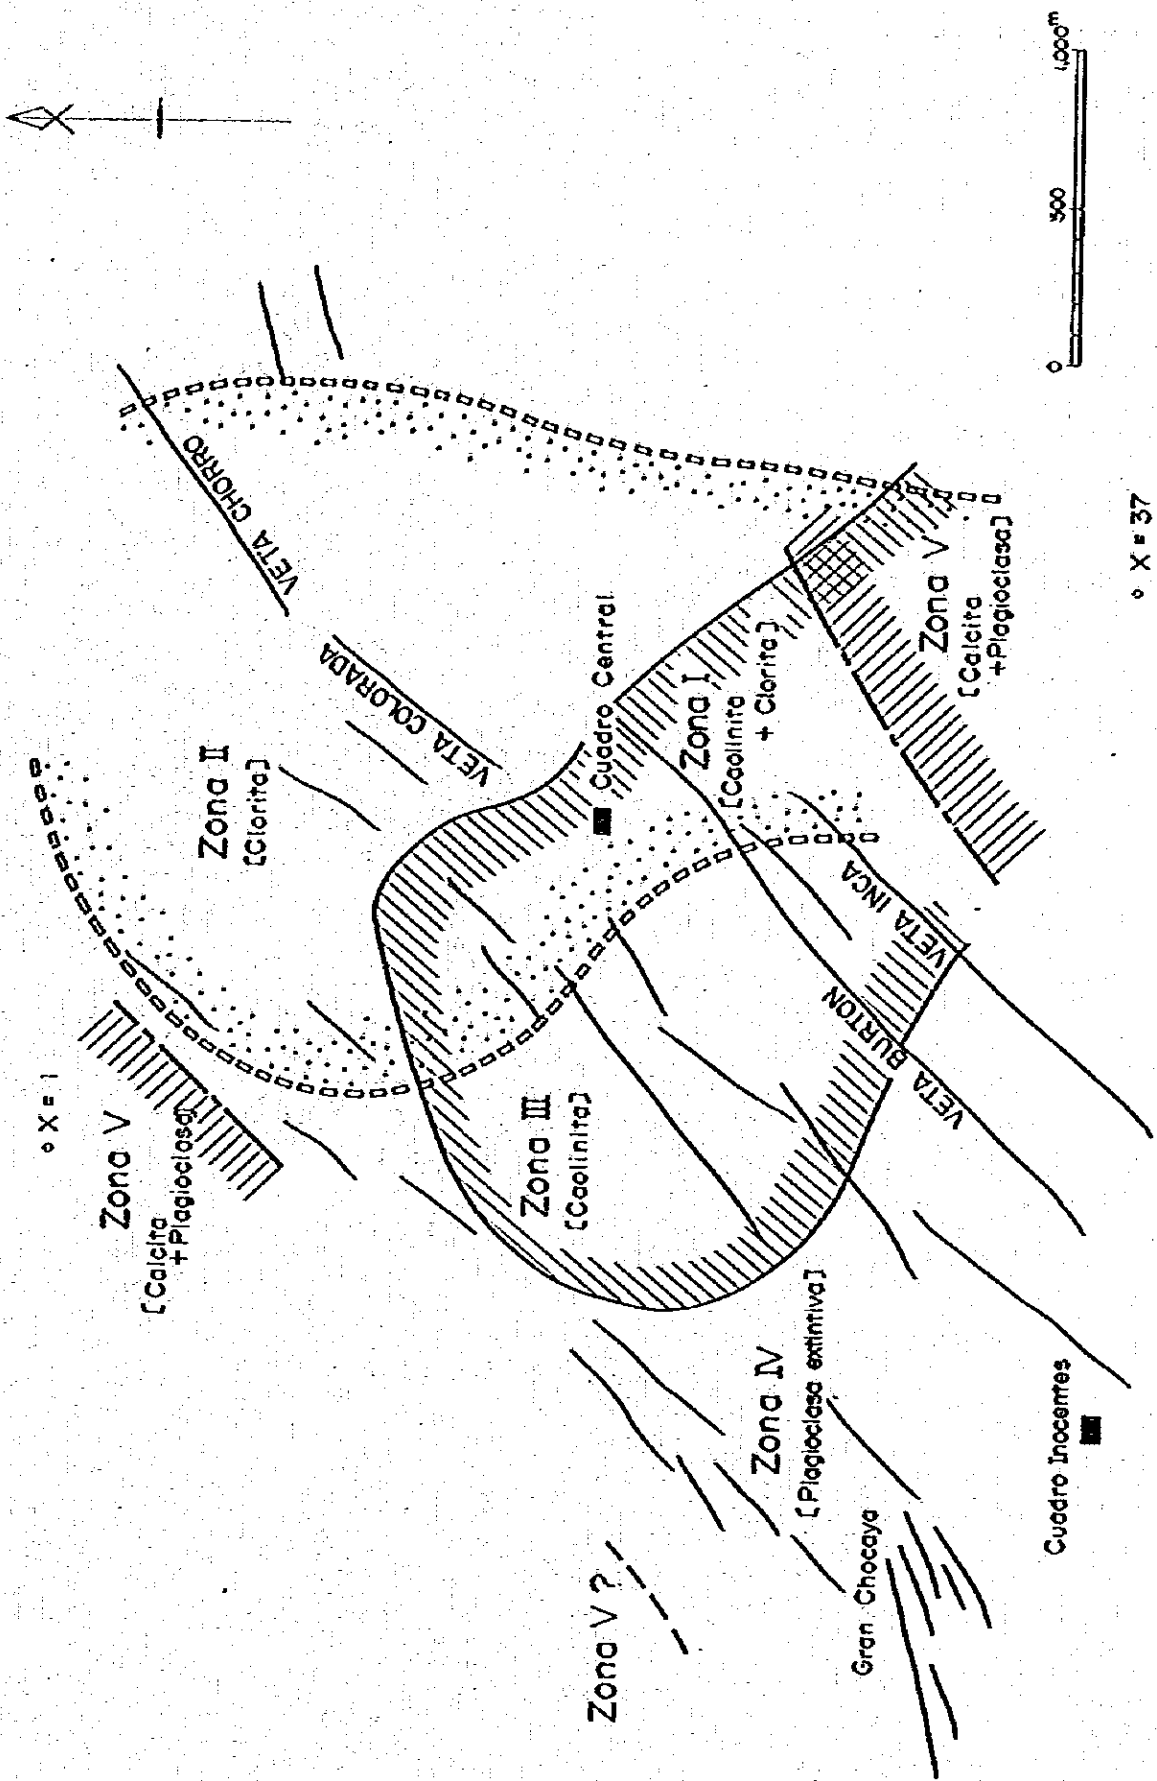 VETA CHORRO
VETA COLORADA
Zona II
[Clorita]
° X = 1
Zona V
[Calcita
+Plagioclasa]
Cuadro Central
Zona I
[Caolinita
+ Clorita]
Zona III
[Caolinita]
VETA INCA
VETA BURTON
Zona V
[Calcita
+Plagioclasa]
Zona IV
[Plagioclasa extintiva]
Zona V ?
Gran Chocaya
Cuadro Inocentes
° X = 37
0 500 1,000m